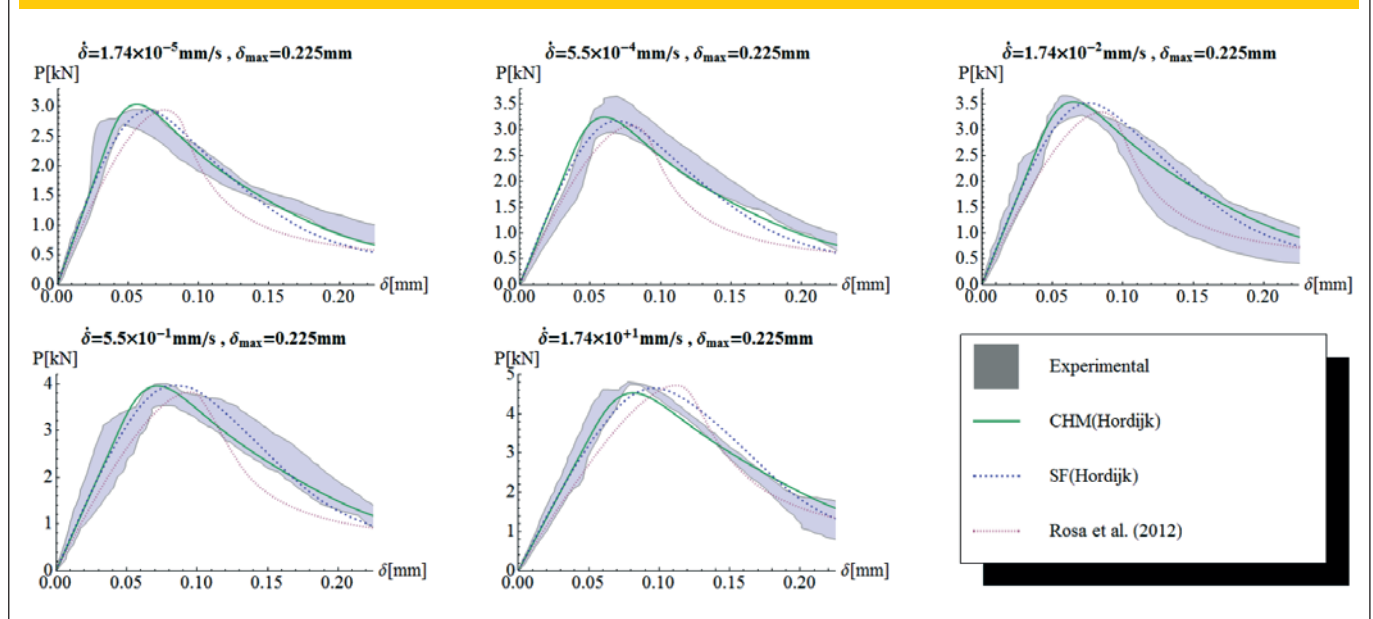 δ̇=1.74×10⁻⁵mm/s , δmax=0.225mm
P[kN]
3.0
2.5
2.0
1.5
1.0
0.5
0.0
0.00 0.05 0.10 0.15 0.20 δ[mm]
δ̇=5.5×10⁻⁴mm/s , δmax=0.225mm
P[kN]
3.5
3.0
2.5
2.0
1.5
1.0
0.5
0.0
0.00 0.05 0.10 0.15 0.20 δ[mm]
δ̇=1.74×10⁻²mm/s , δmax=0.225mm
P[kN]
3.5
3.0
2.5
2.0
1.5
1.0
0.5
0.0
0.00 0.05 0.10 0.15 0.20 δ[mm]
δ̇=5.5×10⁻¹mm/s , δmax=0.225mm
P[kN]
4
3
2
1
0
0.00 0.05 0.10 0.15 0.20 δ[mm]
δ̇=1.74×10⁺¹mm/s , δmax=0.225mm
P[kN]
5
4
3
2
1
0
0.00 0.05 0.10 0.15 0.20 δ[mm]
Experimental
CHM(Hordijk)
SF(Hordijk)
Rosa et al. (2012)